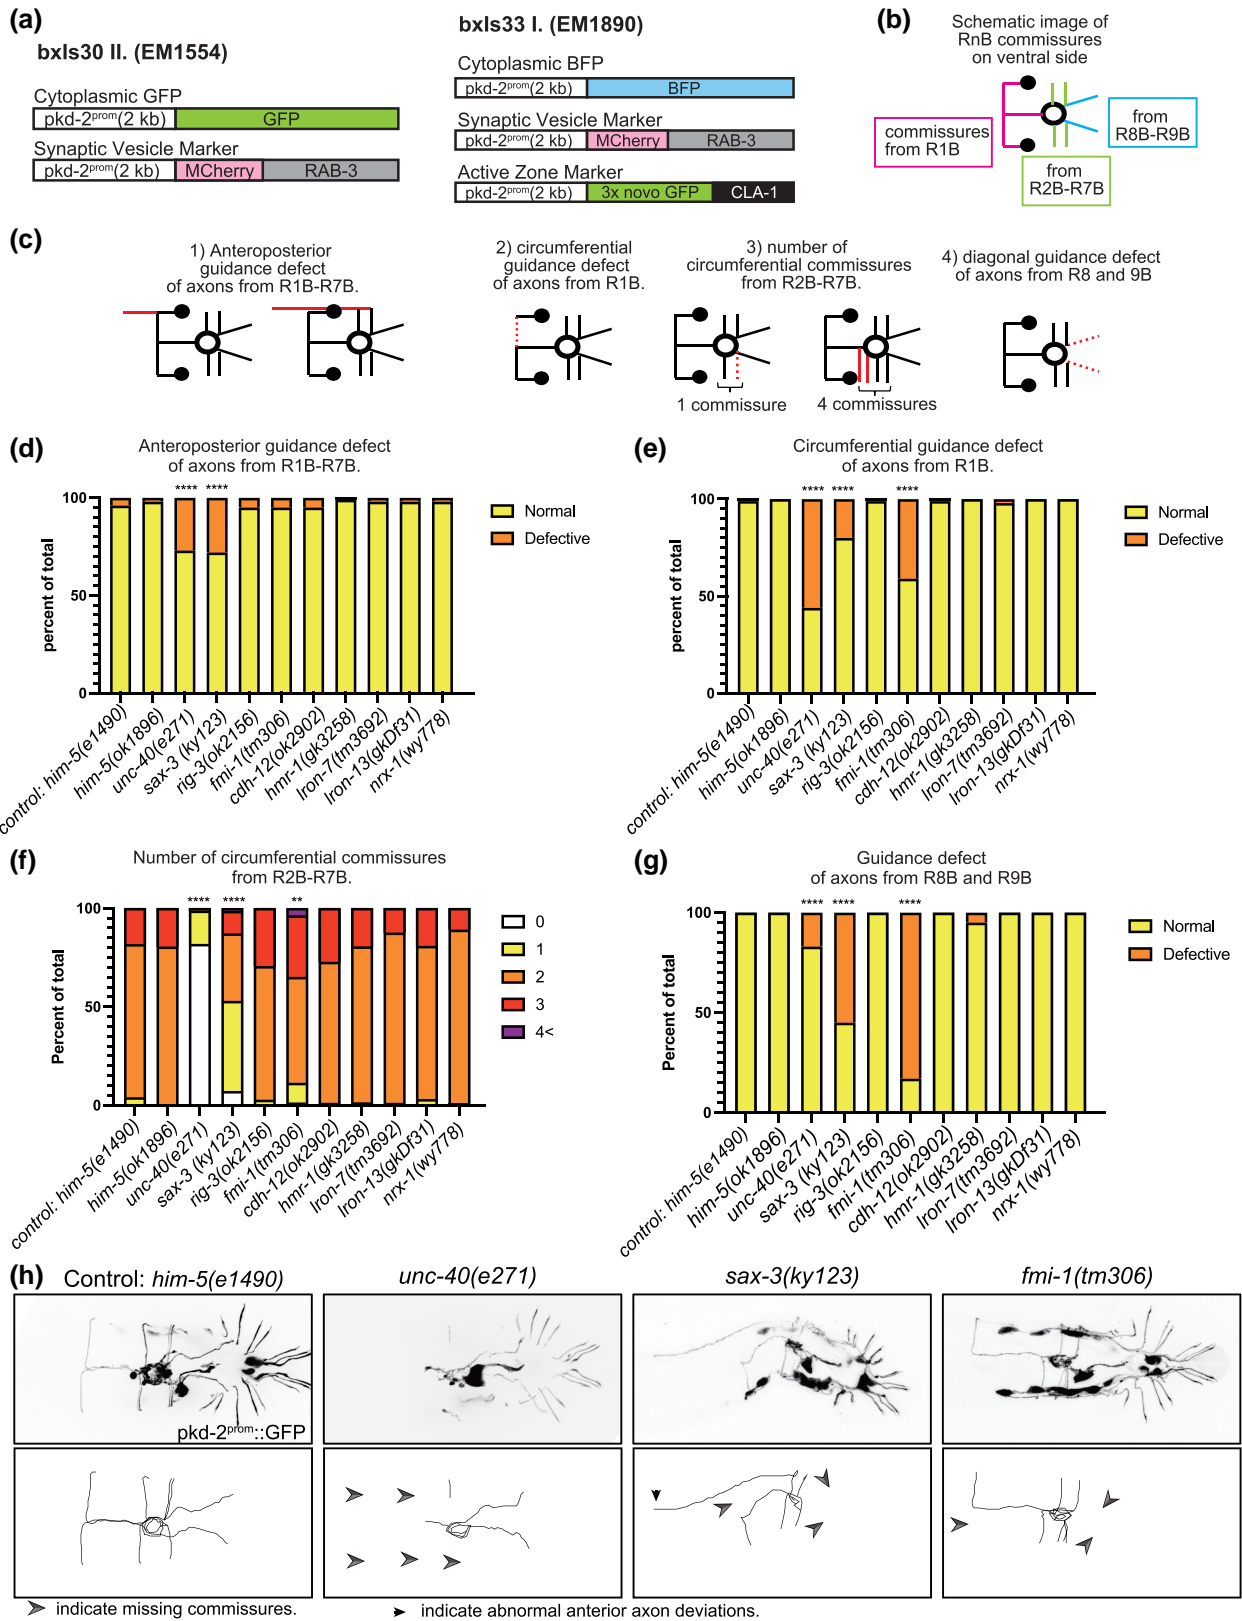 (a)
bxIs30 II. (EM1554)
Cytoplasmic GFP
pkd-2prom(2 kb) GFP
Synaptic Vesicle Marker
pkd-2prom(2 kb) MCherry RAB-3
bxIs33 I. (EM1890)
Cytoplasmic BFP
pkd-2prom(2 kb) BFP
Synaptic Vesicle Marker
pkd-2prom(2 kb) MCherry RAB-3
Active Zone Marker
pkd-2prom(2 kb) 3x novo GFP CLA-1
(b)
Schematic image of
RnB commissures
on ventral side
commissures
from R1B
from
R8B-R9B
from
R2B-R7B
(c)
1) Anteroposterior
guidance defect
of axons from R1B-R7B.
2) circumferential
guidance defect
of axons from R1B.
3) number of
circumferential commissures
from R2B-R7B.
1 commissure
4 commissures
4) diagonal guidance defect
of axons from R8 and 9B
(d)
Anteroposterior guidance defect
of axons from R1B-R7B.
percent of total
100
50
0
**** ****
Normal
Defective
control: him-5(e1490)
him-5(ok1896)
unc-40(e271)
sax-3 (ky123)
rig-3(ok2156)
fmi-1(tm306)
cdh-12(ok2902)
hmr-1(gk3258)
lron-7(tm3692)
lron-13(gkDf31)
nrx-1(wy778)
(e)
Circumferential guidance defect
of axons from R1B.
percent of total
100
50
0
**** **** ****
Normal
Defective
control: him-5(e1490)
him-5(ok1896)
unc-40(e271)
sax-3 (ky123)
rig-3(ok2156)
fmi-1(tm306)
cdh-12(ok2902)
hmr-1(gk3258)
lron-7(tm3692)
lron-13(gkDf31)
nrx-1(wy778)
(f)
Number of circumferential commissures
from R2B-R7B.
Percent of total
100
50
0
**** **** **
0
1
2
3
4<
control: him-5(e1490)
him-5(ok1896)
unc-40(e271)
sax-3 (ky123)
rig-3(ok2156)
fmi-1(tm306)
cdh-12(ok2902)
hmr-1(gk3258)
lron-7(tm3692)
lron-13(gkDf31)
nrx-1(wy778)
(g)
Guidance defect
of axons from R8B and R9B
Percent of total
100
50
0
**** **** ****
Normal
Defective
control: him-5(e1490)
him-5(ok1896)
unc-40(e271)
sax-3 (ky123)
rig-3(ok2156)
fmi-1(tm306)
cdh-12(ok2902)
hmr-1(gk3258)
lron-7(tm3692)
lron-13(gkDf31)
nrx-1(wy778)
(h)
Control: him-5(e1490)
unc-40(e271)
sax-3(ky123)
fmi-1(tm306)
pkd-2prom::GFP
indicate missing commissures.
indicate abnormal anterior axon deviations.